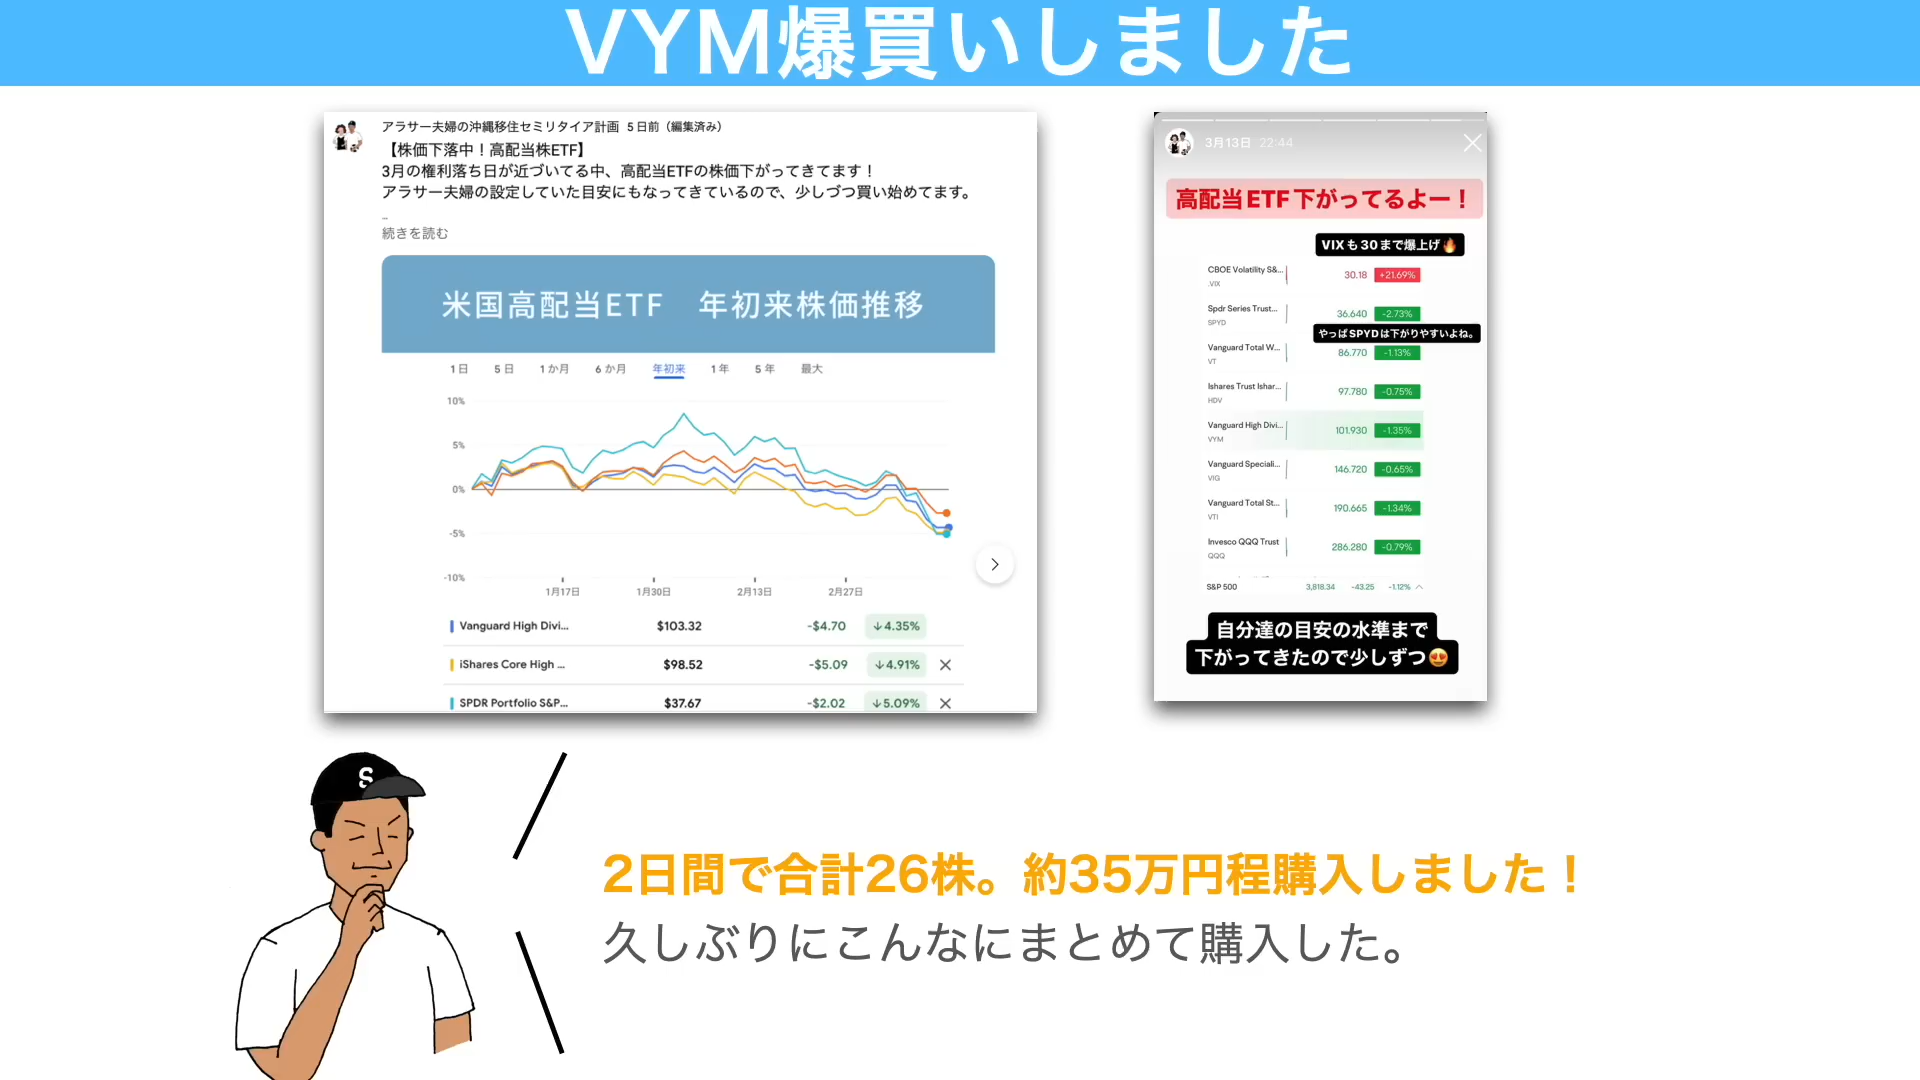 VYM爆買いしました
アラサー夫婦の沖縄移住セミリタイア計画 5日前（編集済み）
【株価下落中！高配当株ETF】
3月の権利落ち日が近づいてる中、高配当ETFの株価下がってきてます！
アラサー夫婦の設定していた目安にもなってきているので、少しづつ買い始めてます。
...
続きを読む
米国高配当ETF 年初来株価推移
1日 5日 1か月 6か月 年初来 1年 5年 最大
10%
5%
0%
-5%
-10%
1月17日 1月30日 2月13日 2月27日
Vanguard High Divi... $103.32 -$4.70 ↓4.35%
iShares Core High ... $98.52 -$5.09 ↓4.91% ×
SPDR Portfolio S&P... $37.67 -$2.02 ↓5.09% ×
3月13日 22:44
高配当ETF下がってるよー！
VIXも30まで爆上げ🔥
CBOE Volatility S&... 30.18 +21.69%
.VIX
Spdr Series Trust... 36.640 -2.73%
SPYD
やっぱSPYDは下がりやすいよね。
Vanguard Total W... 86.770 -1.13%
VT
Ishares Trust Ishar... 97.780 -0.75%
HDV
Vanguard High Divi... 101.930 -1.35%
VYM
Vanguard Speciali... 146.720 -0.65%
VIG
Vanguard Total St... 190.665 -1.34%
VTI
Invesco QQQ Trust 286.280 -0.79%
QQQ
S&P 500 3,818.34 -43.25 -1.12%
自分達の目安の水準まで
下がってきたので少しずつ😍
S
2日間で合計26株。約35万円程購入しました！
久しぶりにこんなにまとめて購入した。